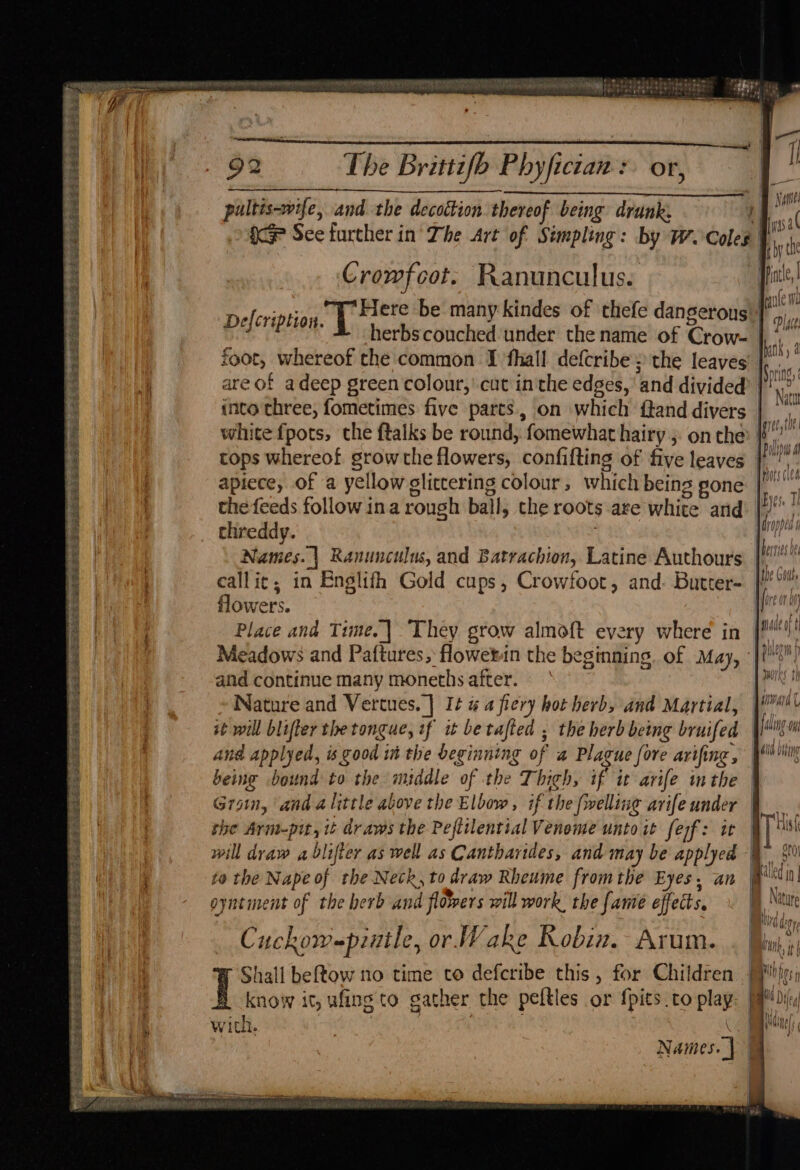 92 The Brittiſh Phyſician: or,
pultis-wiſe, and the decoction thereof being drunk.
☞ See further in The Art of Simpling: by W. Coles
Crowfoot. Ranunculus.
Deſcription. THere be many kindes of theſe dangerous
herbs couched under the name of Crow-
foot, whereof the common I ſhall deſcribe; the leaves
are of a deep green colour, cut in the edges, and divided
into three, ſometimes five parts, on which ſtand divers
white ſpots, the ſtalks be round, ſomewhat hairy; on the
tops whereof grow the flowers, conſiſting of five leaves
apiece, of a yellow glittering colour, which being gone
the ſeeds follow in a rough ball, the roots are white and
threddy.
Names.] Ranunculus, and Batrachion, Latine Authours
call it; in Engliſh Gold cups, Crowfoot, and Butter-
flowers.
Place and Time.] They grow almoſt every where in
Meadows and Paſtures, flower in the beginning of May,
and continue many moneths after.
Nature and Vertues.] It is a fiery hot herb, and Martial,
it will bliſter the tongue, if it be taſted; the herb being bruiſed
and applyed, is good in the beginning of a Plague ſore ariſing,
being bound to the middle of the Thigh, if it ariſe in the
Groin, and a little above the Elbow, if the ſwelling ariſe under
the Arm-pit, it draws the Peſtilential Venome unto it ſelf: it
will draw a bliſter as well as Cantharides, and may be applyed
to the Nape of the Neck, to draw Rheume from the Eyes; an
oyntment of the herb and flowers will work the ſame effects.
Cuckow-pintle, or Wake Robin. Arum.
I Shall beſtow no time to deſcribe this, for Children
know it, uſing to gather the peſtles or ſpits to play
with.
Names.]